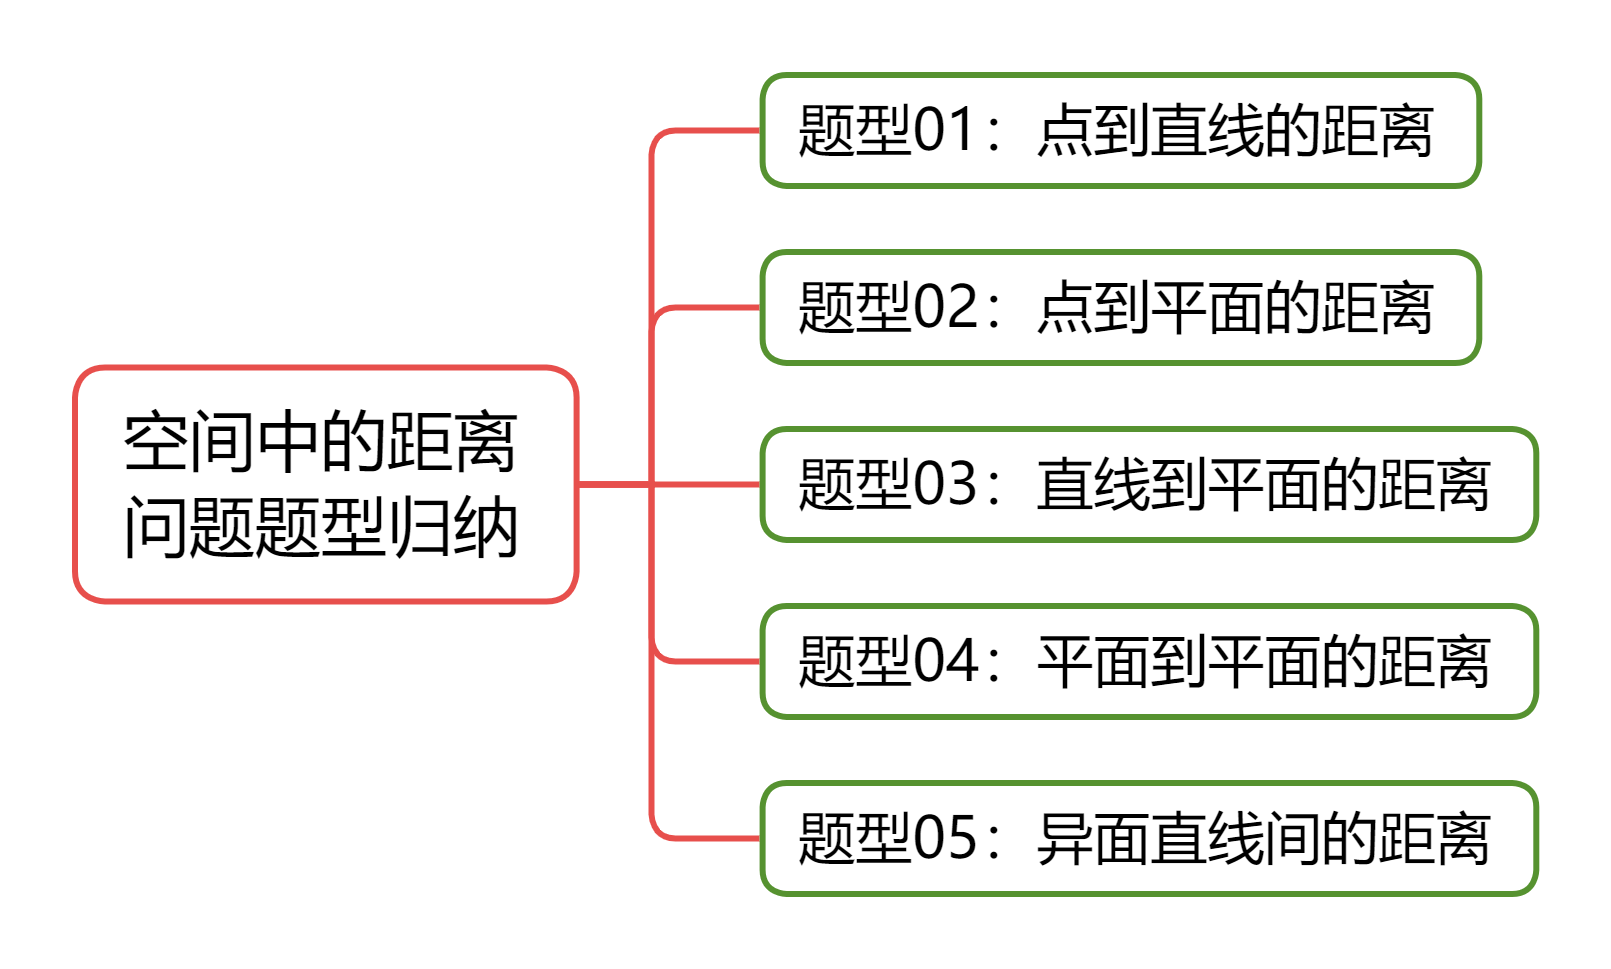 空间中的距离
问题题型归纳
题型01：点到直线的距离
题型02：点到平面的距离
题型03：直线到平面的距离
题型04：平面到平面的距离
题型05：异面直线间的距离